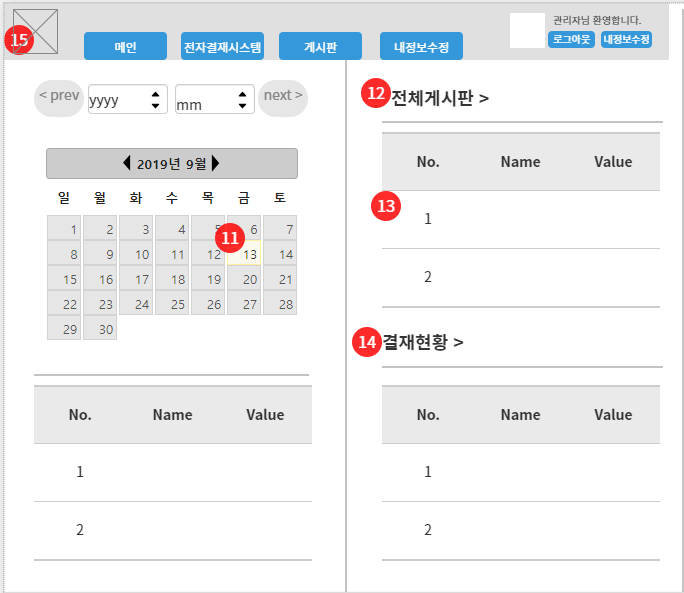 관리자님 환영합니다.
15
메인 전자결재시스템 게시판 내정보수정 로그아웃 내정보수정
< prev yyyy mm next >
12 전체게시판 >
2019년 9월
No. Name Value
일 월 화 수 목 금 토
13
1 2 3 4 5 6 7
1
11
8 9 10 11 12 13 14
15 16 17 18 19 20 21
2
22 23 24 25 26 27 28
29 30
14 결재현황 >
No. Name Value
1
2
No. Name Value
1
2